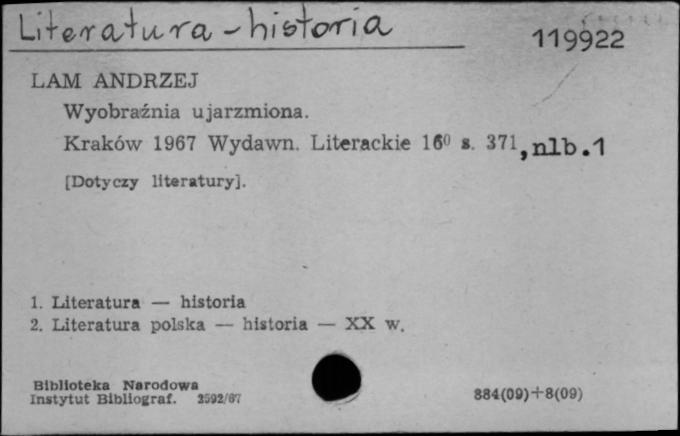 Literatura - historia
119922
LAM ANDRZEJ
Wyobraźnia ujarzmiona.
Kraków 1967 Wydawn. Literackie 16⁰ s. 371, nlb.1
[Dotyczy literatury].
1. Literatura — historia
2. Literatura polska — historia — XX w.
Biblioteka Narodowa
Instytut Bibliograf. 2592/67
884(09)+8(09)